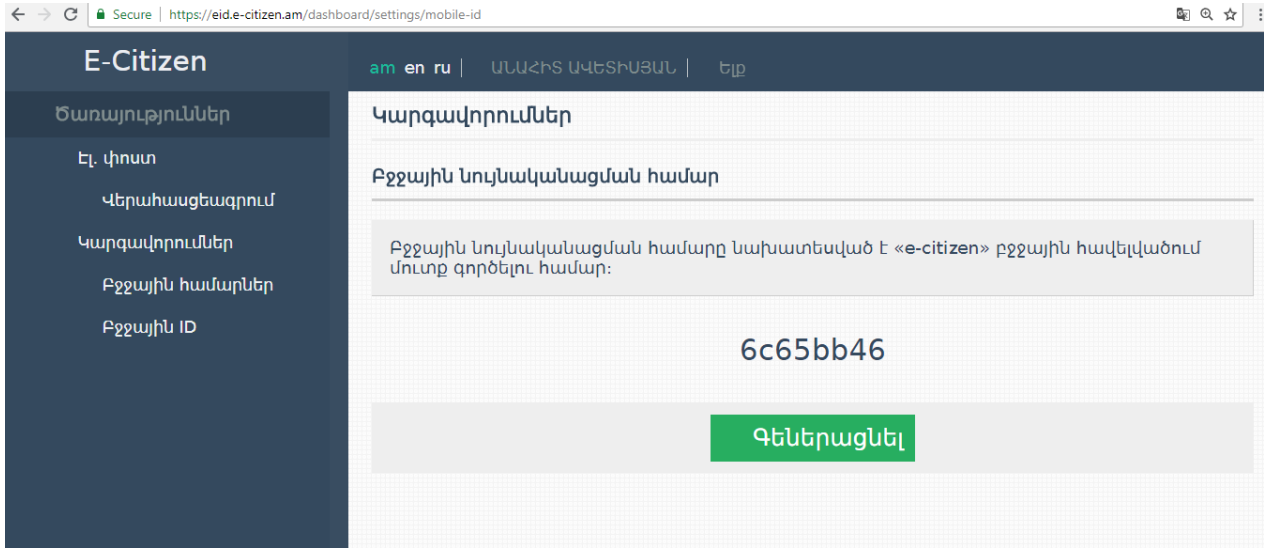 Secure | https://eid.e-citizen.am/dashboard/settings/mobile-id
E-Citizen
am en ru | ԱՆԱՀԻՏ ԱՎԵՏԻՍՅԱՆ | Ելք
Ծառայություններ
Էլ. փոստ
Վերահասցեագրում
Կարգավորումներ
Բջջային համարներ
Բջջային ID
Կարգավորումներ
Բջջային նույնականացման համար
Բջջային նույնականացման համարը նախատեսված է «e-citizen» բջջային հավելվածում
մուտք գործելու համար:
6c65bb46
Գեներացնել